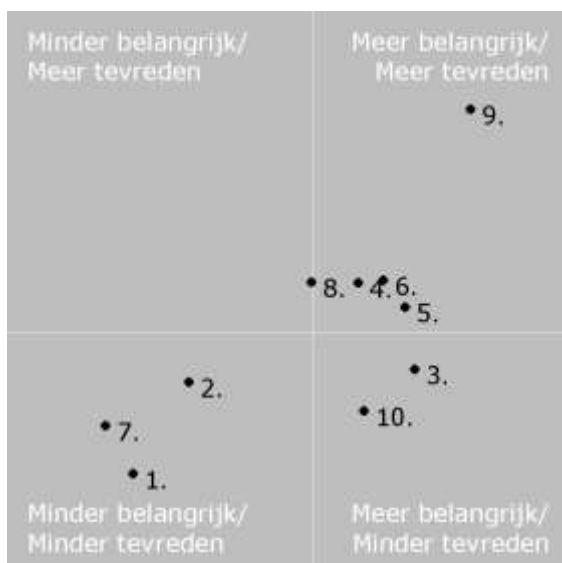 Minder belangrijk/
Meer tevreden
Meer belangrijk/
Meer tevreden
9.
8.
4.
6.
5.
3.
2.
10.
7.
1.
Minder belangrijk/
Minder tevreden
Meer belangrijk/
Minder tevreden